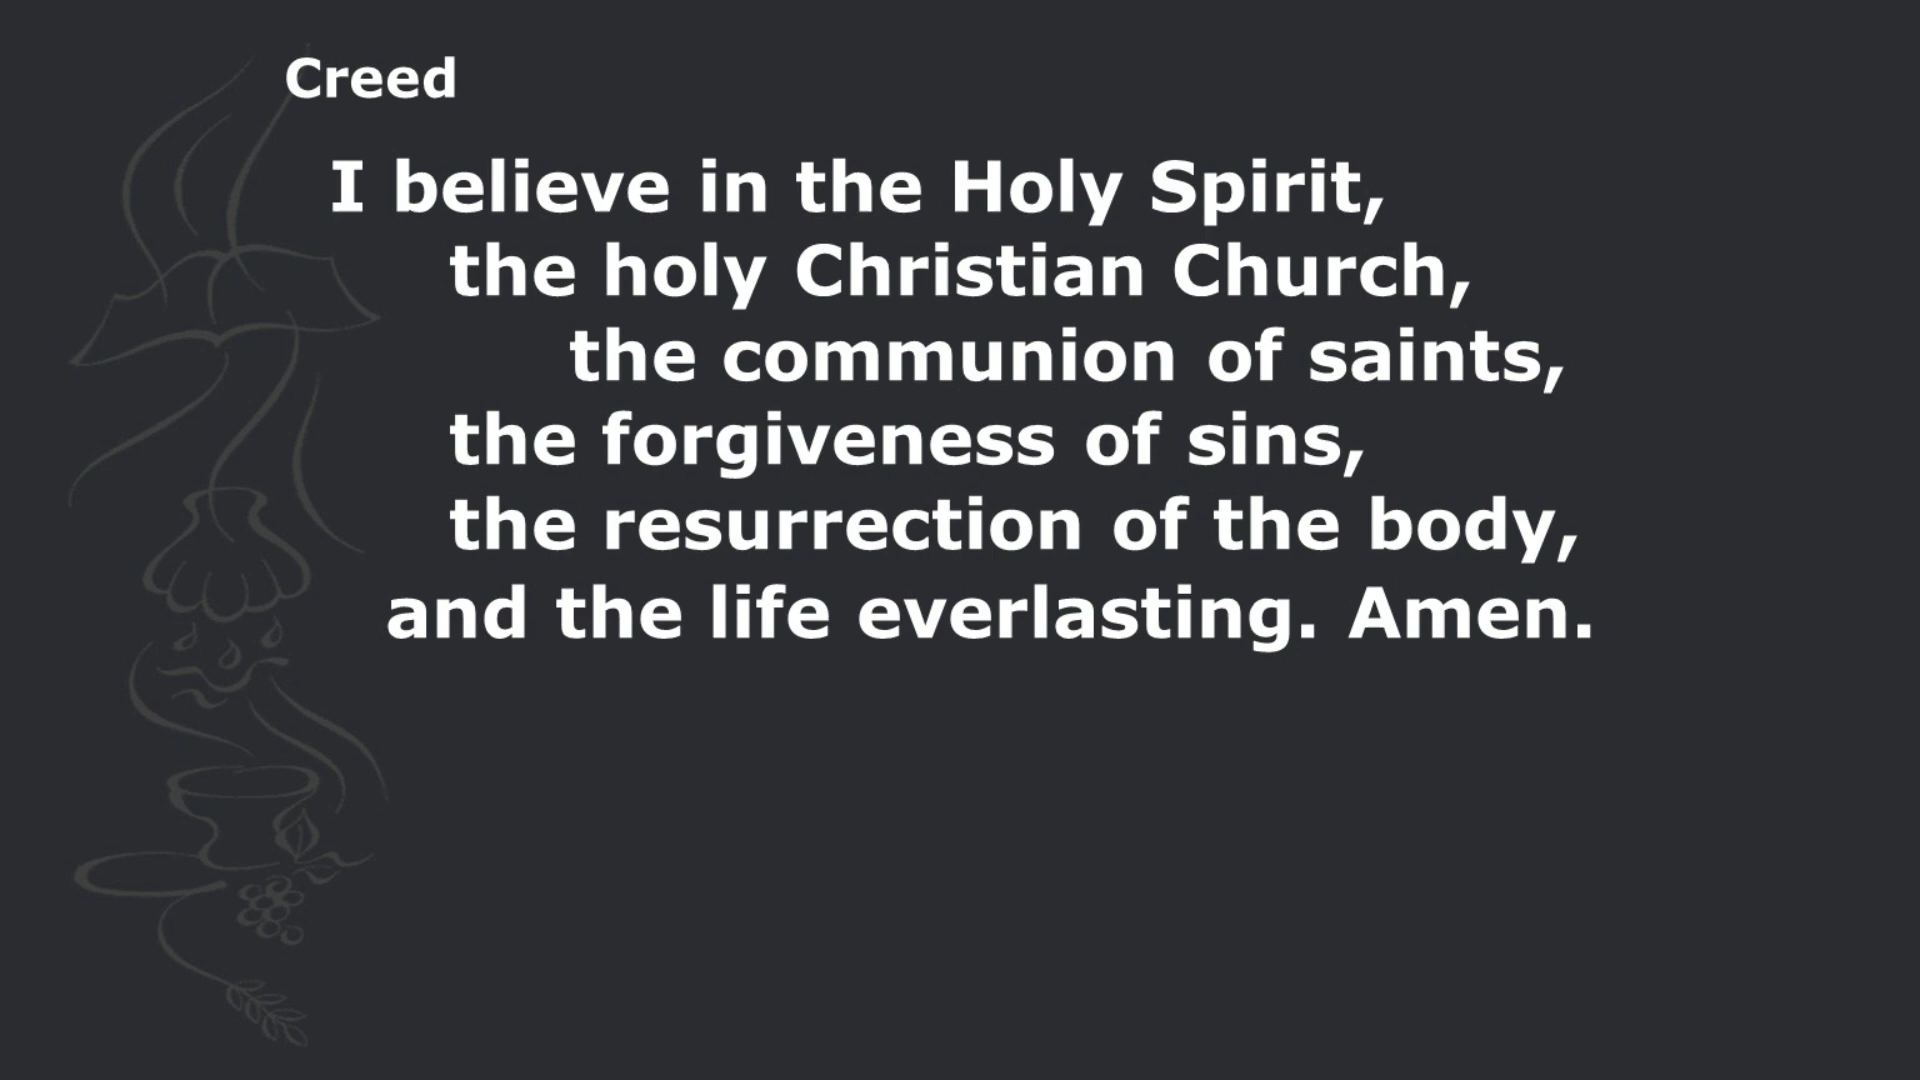 Creed
I believe in the Holy Spirit,
the holy Christian Church,
the communion of saints,
the forgiveness of sins,
the resurrection of the body,
and the life everlasting. Amen.